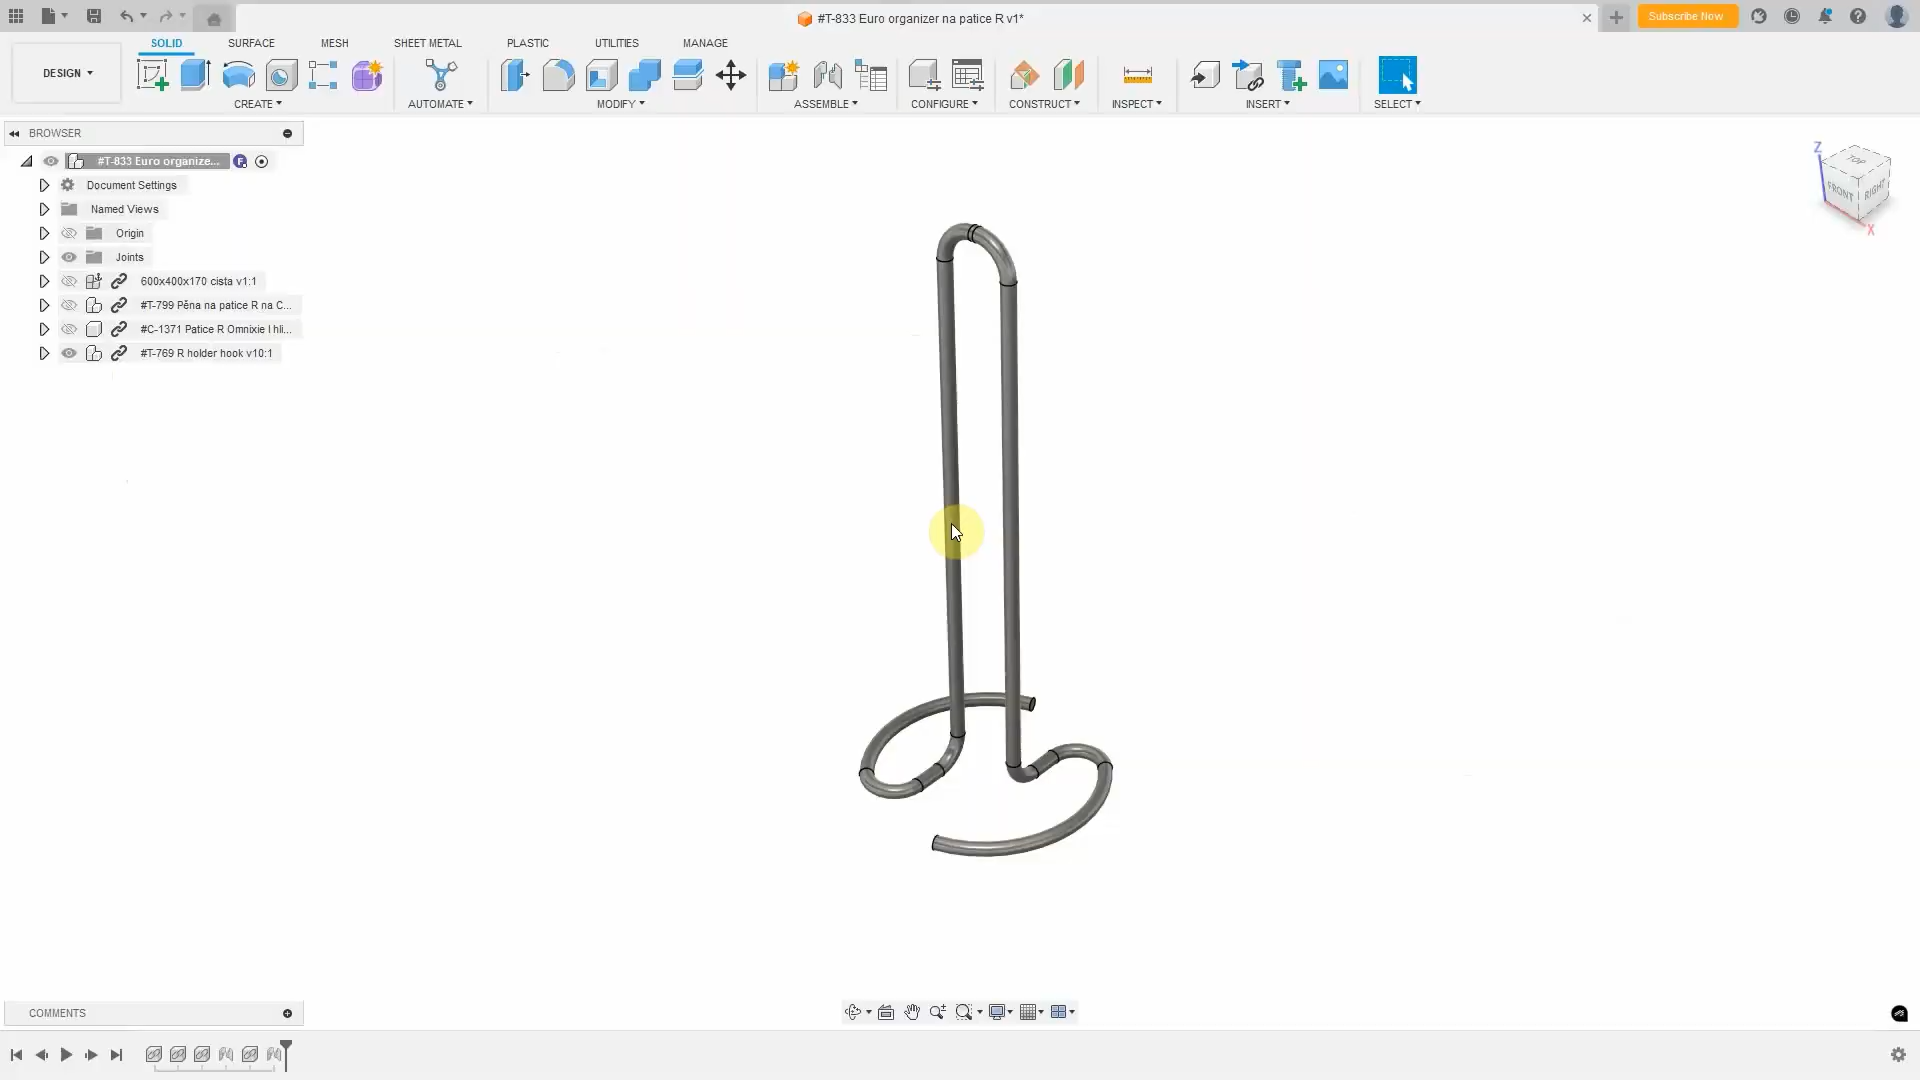 #T-833 Euro organizer na patice R v1*
Subscribe Now
DESIGN
SOLID
SURFACE
MESH
SHEET METAL
PLASTIC
UTILITIES
MANAGE
CREATE
AUTOMATE
MODIFY
ASSEMBLE
CONFIGURE
CONSTRUCT
INSPECT
INSERT
SELECT
BROWSER
#T-833 Euro organize...
F
Document Settings
Named Views
Origin
Joints
600x400x170 cista v1:1
#T-799 Pěna na patice R na C...
#C-1371 Patice R Omnixie I hli...
#T-769 R holder hook v10:1
Z
TOP
FRONT
RIGHT
X
COMMENTS